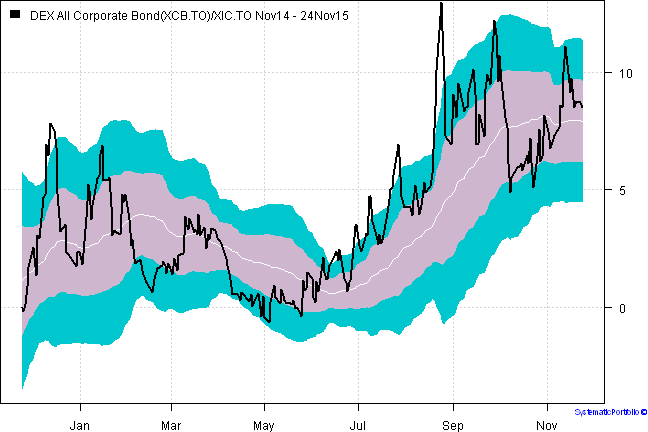 DEX All Corporate Bond(XCB.TO)/XIC.TO Nov14 - 24Nov15
10
5
0
Jan Mar May Jul Sep Nov
SystematicPortfolio ©